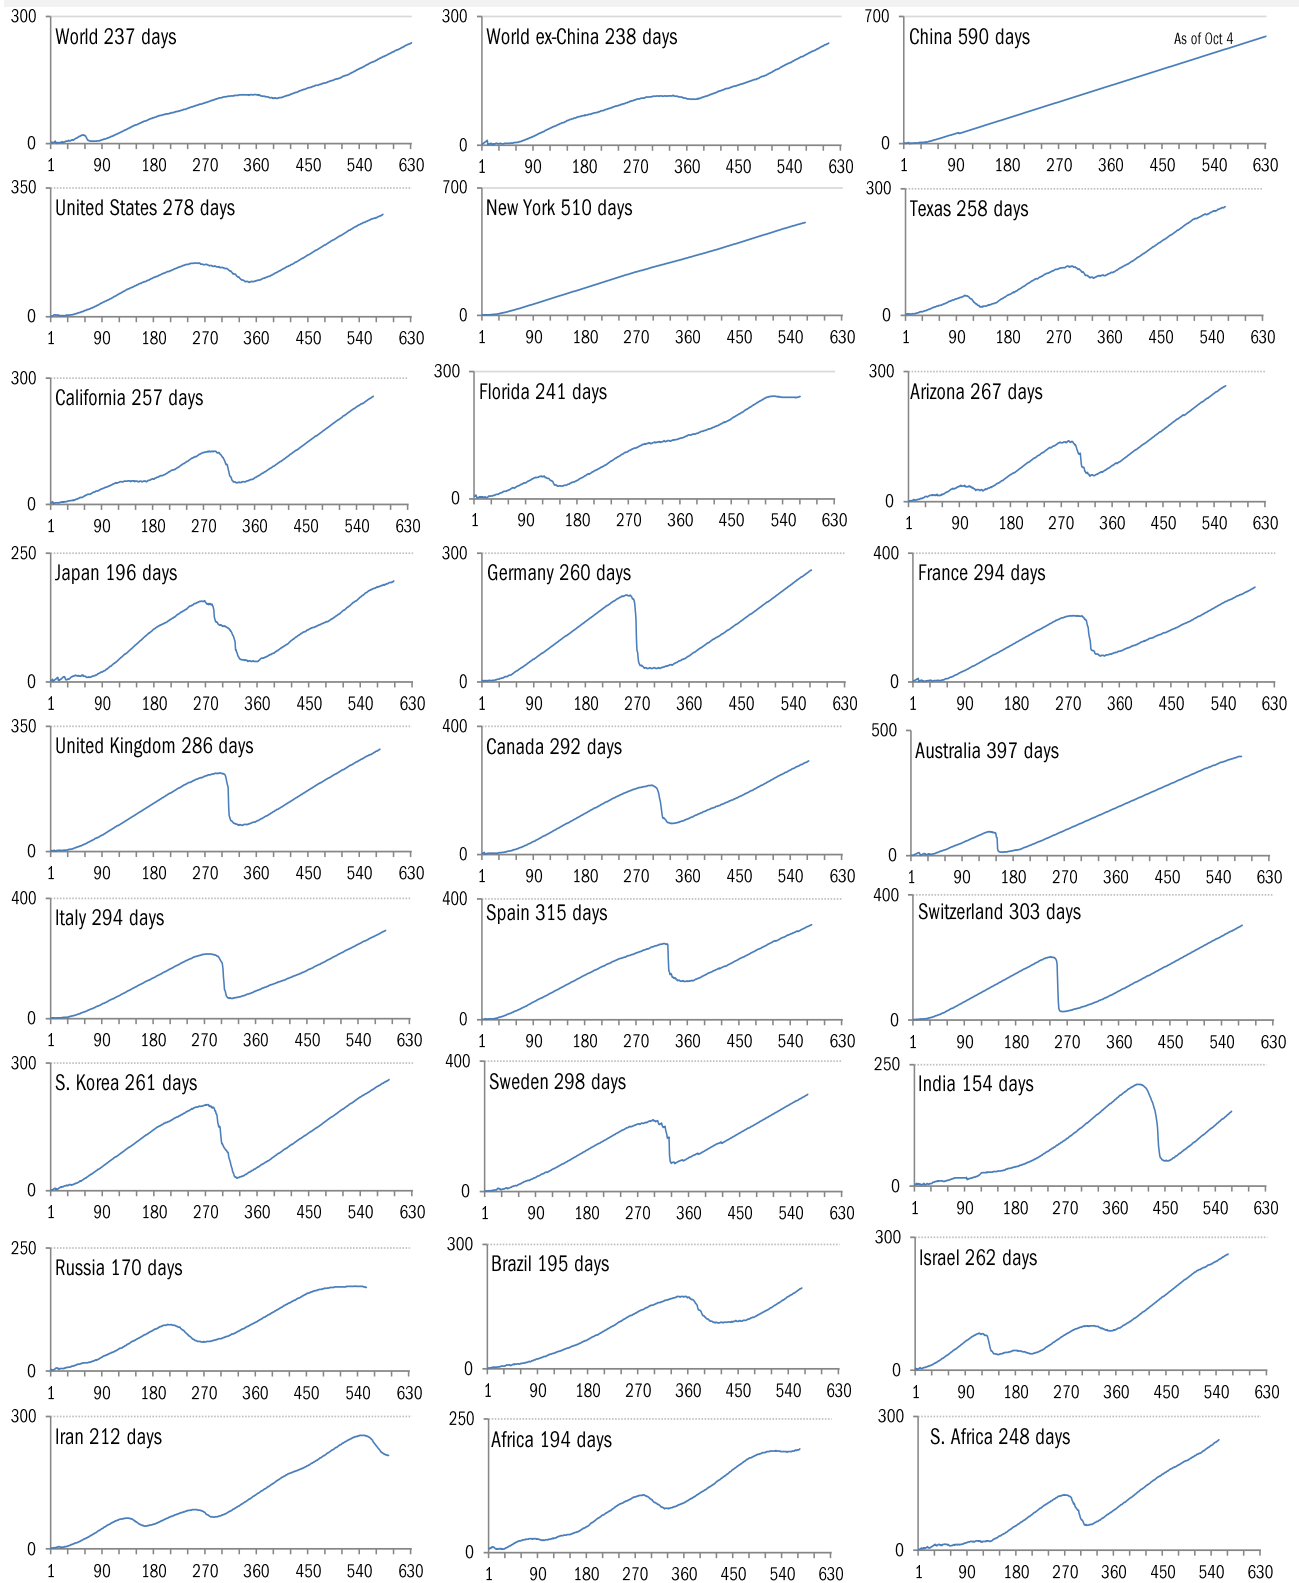 300 300 700
World 237 days World ex-China 238 days China 590 days As of Oct 4
0 0 0
1 90 180 270 360 450 540 630 1 90 180 270 360 450 540 630 1 90 180 270 360 450 540 630
350 700 300
United States 278 days New York 510 days Texas 258 days
0 0 0
1 90 180 270 360 450 540 630 1 90 180 270 360 450 540 630 1 90 180 270 360 450 540 630
300 300 300
California 257 days Florida 241 days Arizona 267 days
0 0 0
1 90 180 270 360 450 540 630 1 90 180 270 360 450 540 630 1 90 180 270 360 450 540 630
250 300 400
Japan 196 days Germany 260 days France 294 days
0 0 0
1 90 180 270 360 450 540 630 1 90 180 270 360 450 540 630 1 90 180 270 360 450 540 630
350 400 500
United Kingdom 286 days Canada 292 days Australia 397 days
0 0 0
1 90 180 270 360 450 540 630 1 90 180 270 360 450 540 630 1 90 180 270 360 450 540 630
400 400 400
Italy 294 days Spain 315 days Switzerland 303 days
0 0 0
1 90 180 270 360 450 540 630 1 90 180 270 360 450 540 630 1 90 180 270 360 450 540 630
300 400 250
S. Korea 261 days Sweden 298 days India 154 days
0 0 0
1 90 180 270 360 450 540 630 1 90 180 270 360 450 540 630 1 90 180 270 360 450 540 630
250 300 300
Russia 170 days Brazil 195 days Israel 262 days
0 0 0
1 90 180 270 360 450 540 630 1 90 180 270 360 450 540 630 1 90 180 270 360 450 540 630
300 250 300
Iran 212 days Africa 194 days S. Africa 248 days
0 0 0
1 90 180 270 360 450 540 630 1 90 180 270 360 450 540 630 1 90 180 270 360 450 540 630